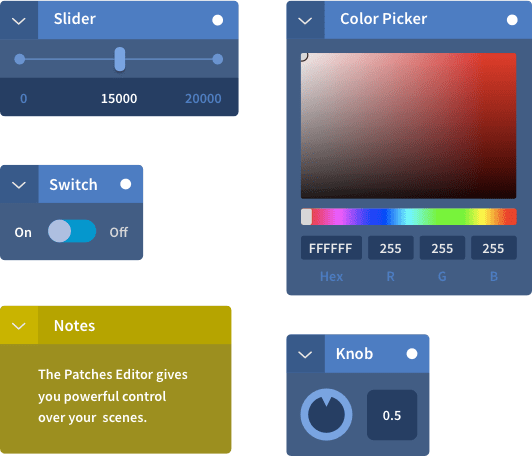 Slider
0 15000 20000
Color Picker
FFFFFF 255 255 255
Hex R G B
Switch
On Off
Notes
The Patches Editor gives
you powerful control
over your scenes.
Knob
0.5